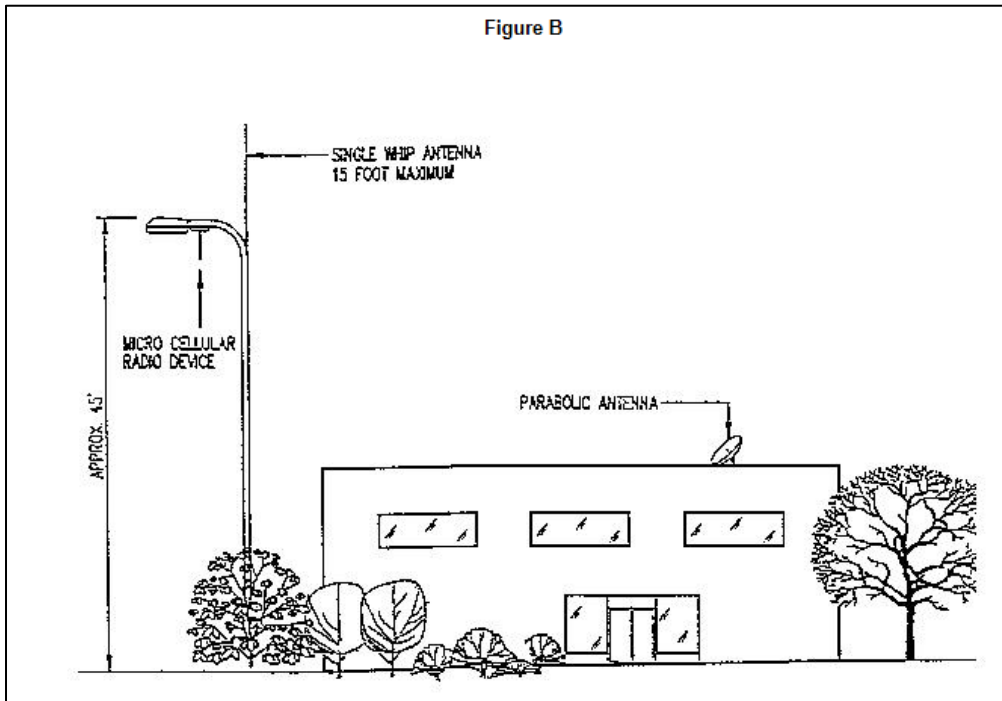 Figure B
SINGLE WHIP ANTENNA
15 FOOT MAXIMUM
MICRO CELLULAR
RADIO DEVICE
APPROX. 45'
PARABOLIC ANTENNA